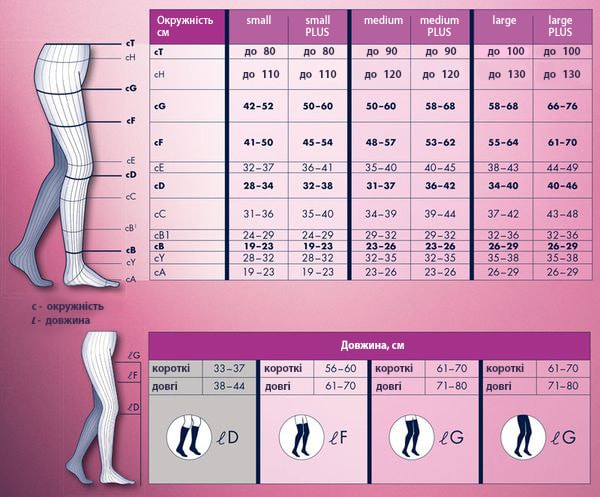 Окружність см small small PLUS medium medium PLUS large large PLUS
cT до 80 до 80 до 90 до 90 до 100 до 100
cH до 110 до 110 до 120 до 120 до 130 до 130
cG 42–52 50–60 50–60 58–68 58–68 66–76
cF 41–50 45–54 48–57 53–62 55–64 61–70
cE 32–37 36–41 35–40 40–45 38–43 44–49
cD 28–34 32–38 31–37 36–42 34–40 40–46
cC 31–36 35–40 34–39 39–44 37–42 43–48
cB1 24–29 24–29 29–32 29–32 32–36 32–36
cB 19–23 19–23 23–26 23–26 26–29 26–29
cY 28–32 28–32 32–35 32–35 35–38 35–38
cA 19–23 19–23 23–26 23–26 26–29 26–29
cT
cH
cG
cF
cE
cD
cC
cB¹
cB
cY
cA
c - окружність
ℓ - довжина
ℓG
ℓF
ℓD
Довжина, см
короткі 33–37 короткі 56–60 короткі 61–70 короткі 61–70
довгі 38–44 довгі 61–70 довгі 71–80 довгі 71–80
ℓD ℓF ℓG ℓG